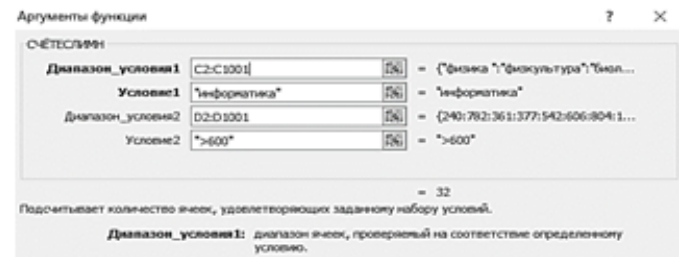 Аргументы функции ? ×
СЧЁТЕСЛИМН
Диапазон_условия1 C2:C1001 = {"физика ":"физкультура":"биол...
Условие1 "информатика" = "информатика"
Диапазон_условия2 D2:D1001 = {240:782:361:377:542:606:804:1...
Условие2 ">600" = ">600"
= 32
Подсчитывает количество ячеек, удовлетворяющих заданному набору условий.
Диапазон_условия1: диапазон ячеек, проверяемый на соответствие определенному
условию.